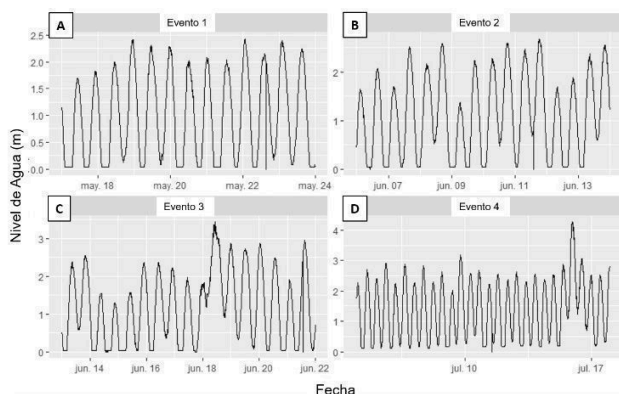 A
Evento 1
B
Evento 2
Nivel de Agua (m)
2.5
2.0
1.5
1.0
0.5
0.0
2
1
0
may. 18
may. 20
may. 22
may. 24
jun. 07
jun. 09
jun. 11
jun. 13
C
Evento 3
D
Evento 4
3
2
1
0
4
3
2
1
0
jun. 14
jun. 16
jun. 18
jun. 20
jun. 22
jul. 10
jul. 17
Fecha